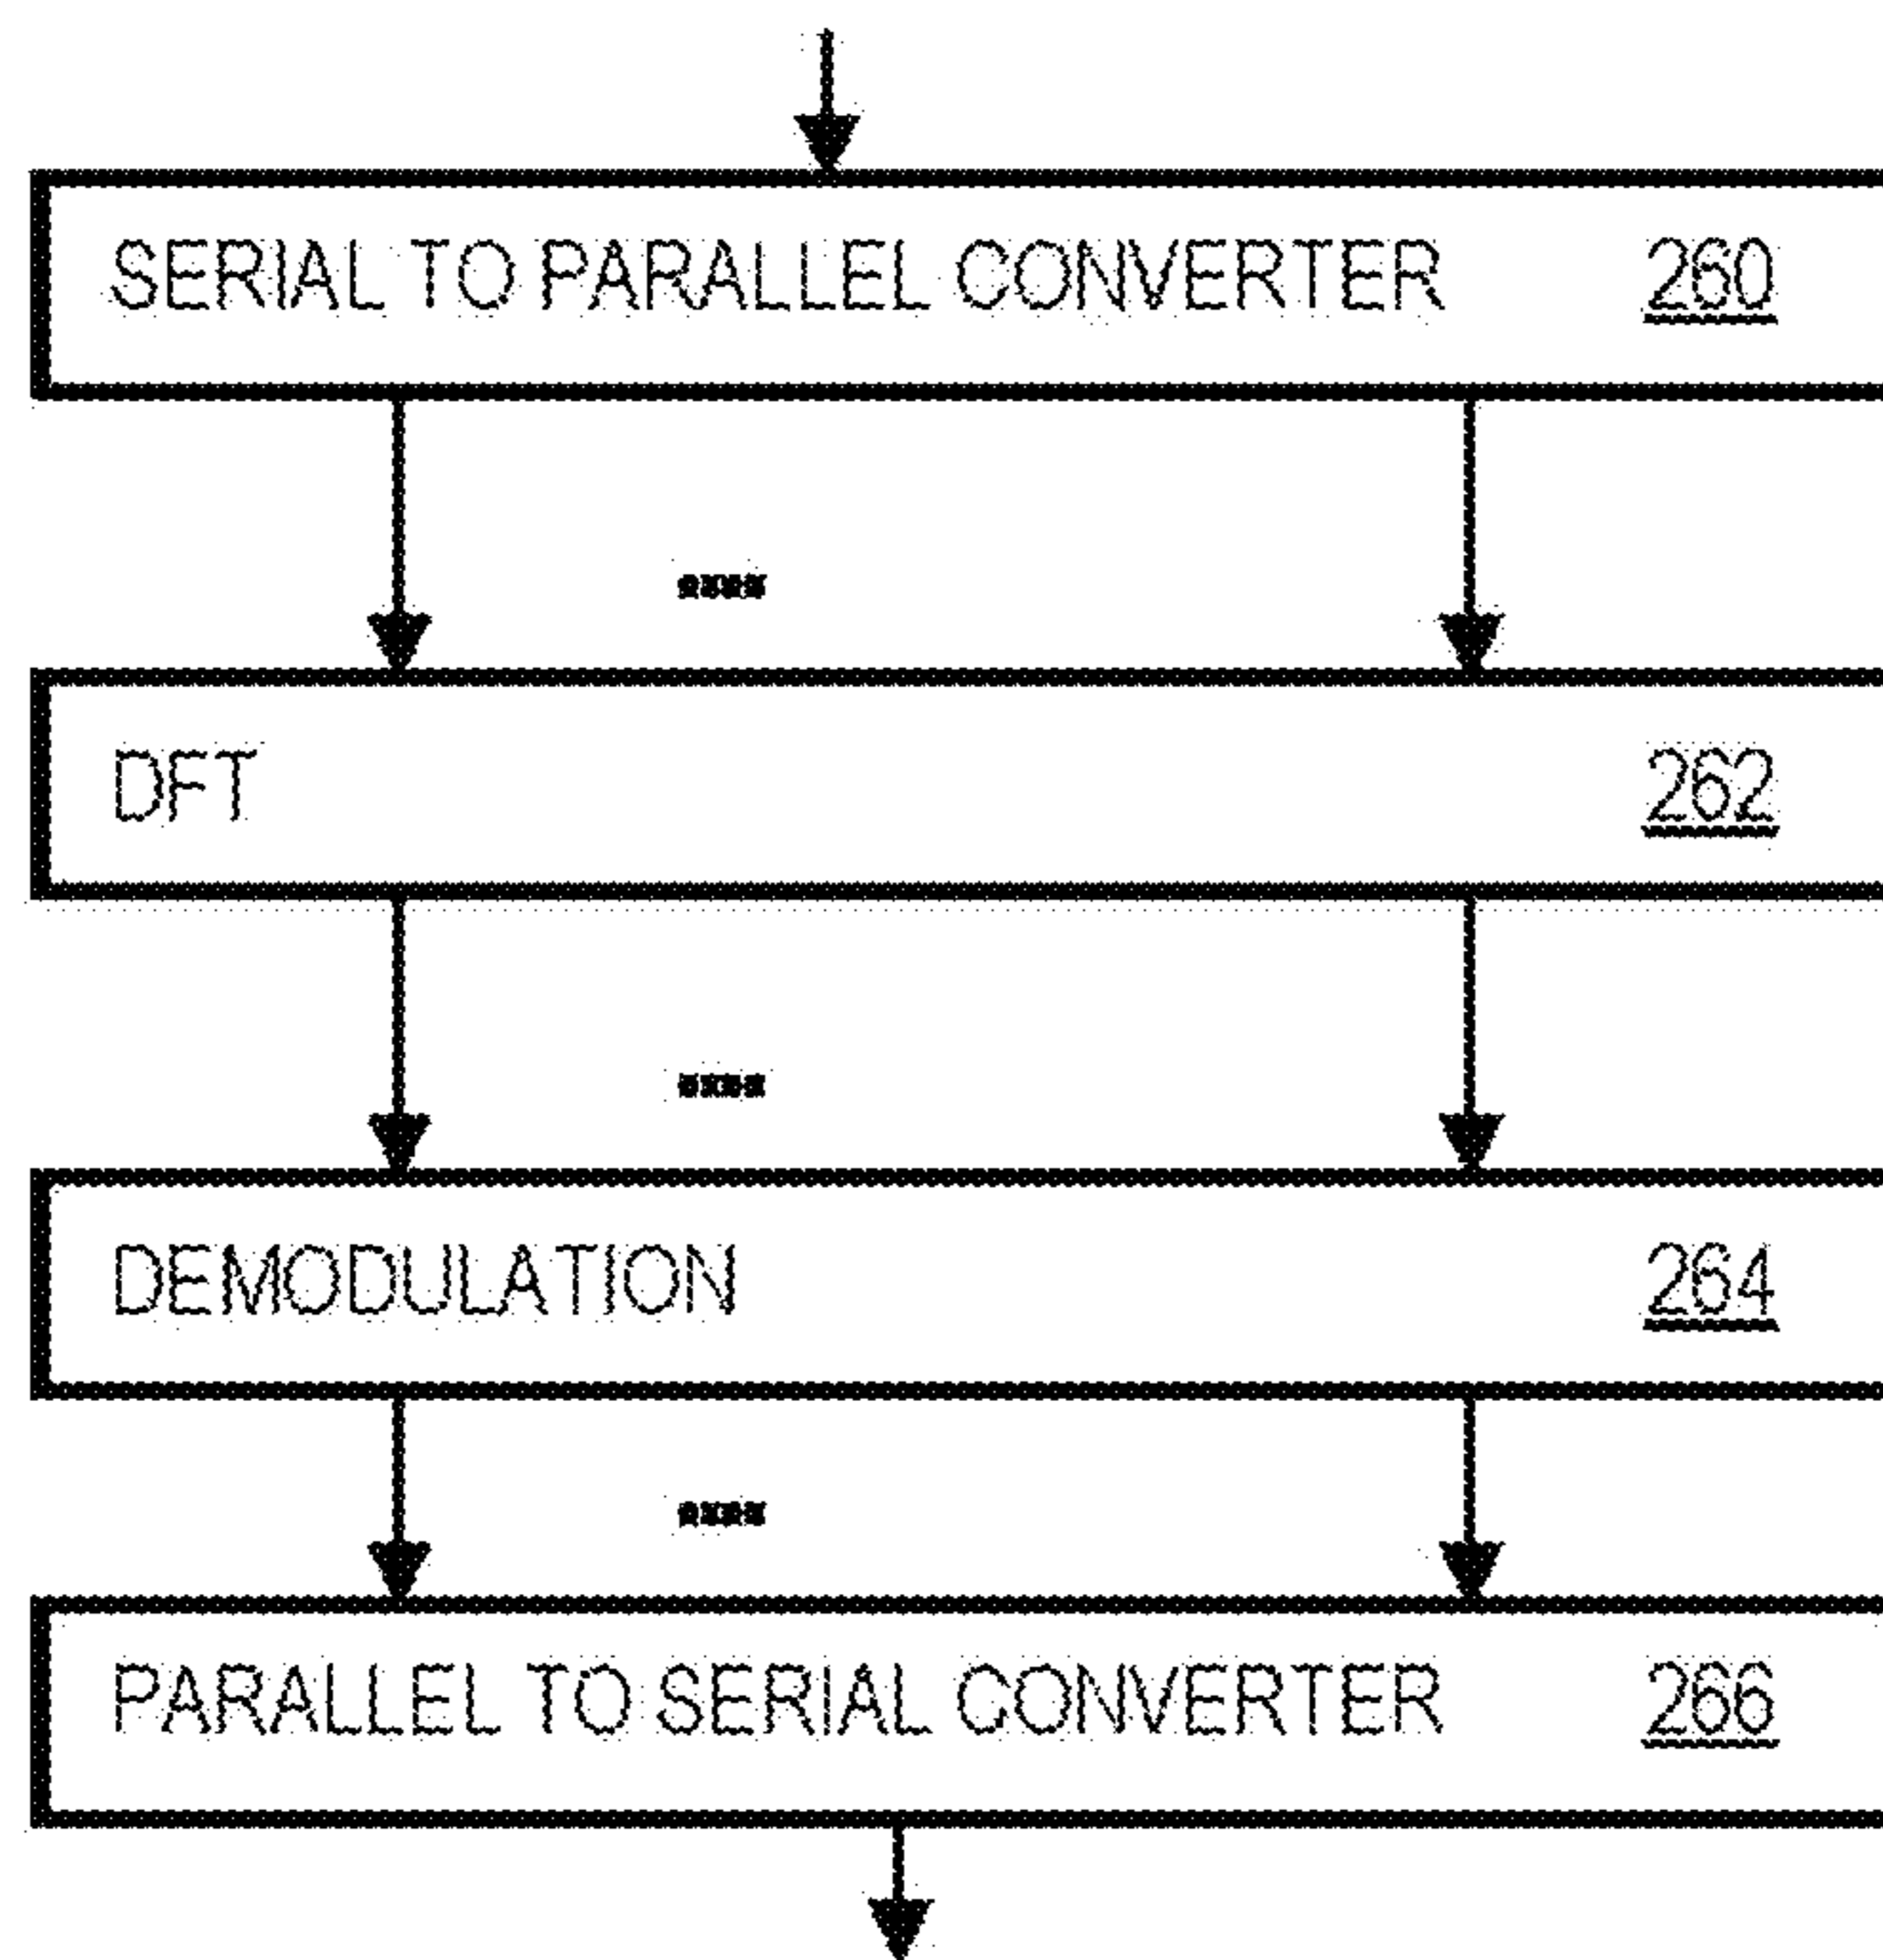 SERIAL TO PARALLEL CONVERTER 260
DFT 262
DEMODULATION 264
PARALLEL TO SERIAL CONVERTER 266